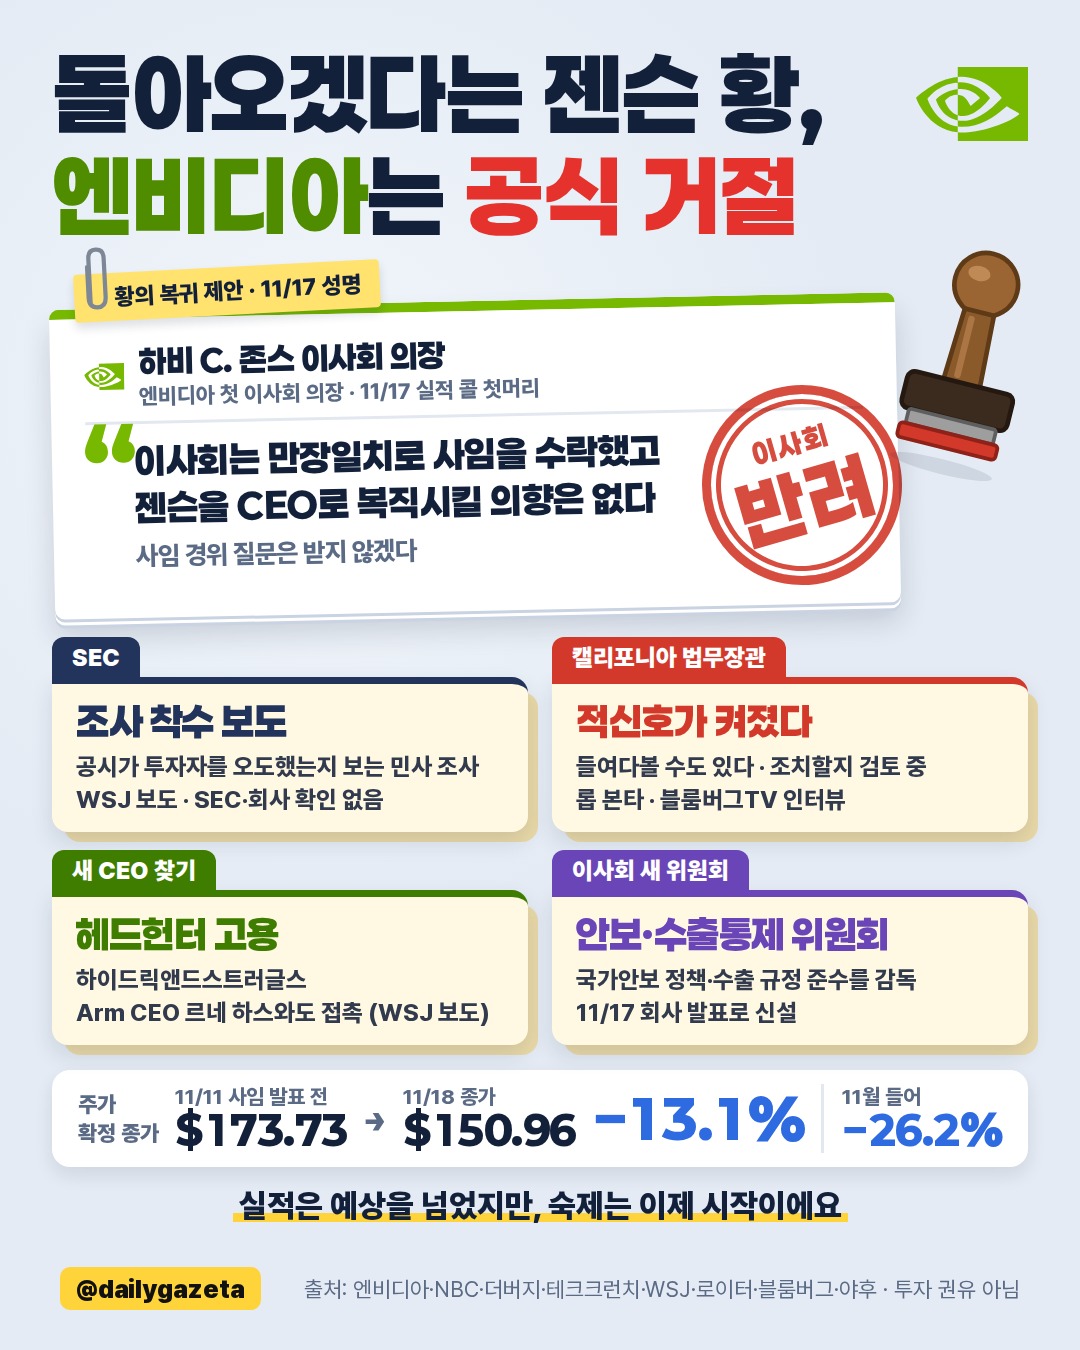 돌아오겠다는 젠슨 황,
엔비디아는 공식 거절
황의 복귀 제안 · 11/17 성명
하비 C. 존스 이사회 의장
엔비디아 첫 이사회 의장 · 11/17 실적 콜 첫머리
“이사회는 만장일치로 사임을 수락했고
젠슨을 CEO로 복직시킬 의향은 없다
사임 경위 질문은 받지 않겠다
이사회
반려
SEC
조사 착수 보도
공시가 투자자를 오도했는지 보는 민사 조사
WSJ 보도 · SEC·회사 확인 없음
캘리포니아 법무장관
적신호가 켜졌다
들여다볼 수도 있다 · 조치할지 검토 중
롭 본타 · 블룸버그TV 인터뷰
새 CEO 찾기
헤드헌터 고용
하이드릭앤드스트러글스
Arm CEO 르네 하스와도 접촉 (WSJ 보도)
이사회 새 위원회
안보·수출통제 위원회
국가안보 정책·수출 규정 준수를 감독
11/17 회사 발표로 신설
주가
확정 종가
11/11 사임 발표 전
$173.73
→
11/18 종가
$150.96
−13.1%
11월 들어
−26.2%
실적은 예상을 넘었지만, 숙제는 이제 시작이에요
@dailygazeta
출처: 엔비디아·NBC·더버지·테크크런치·WSJ·로이터·블룸버그·야후 · 투자 권유 아님